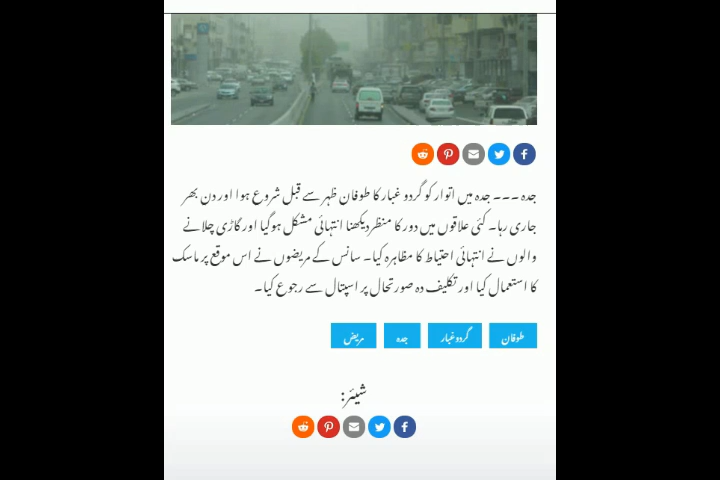 جدہ ۔۔۔ جدہ میں اتوار کو گردو غبار کا طوفان ظہر سے قبل شروع ہوا اور دن بھر
جاری رہا۔ کئی علاقوں میں دور کا منظر دیکھنا انتہائی مشکل ہوگیا اور گاڑی چلانے
والوں نے انتہائی احتیاط کا مظاہرہ کیا۔ سانس کے مریضوں نے اس موقع پر ماسک
کا استعمال کیا اور تکلیف دہ صورتحال پر اسپتال سے رجوع کیا۔
طوفان گردوغبار جدہ مریض
شیئر: